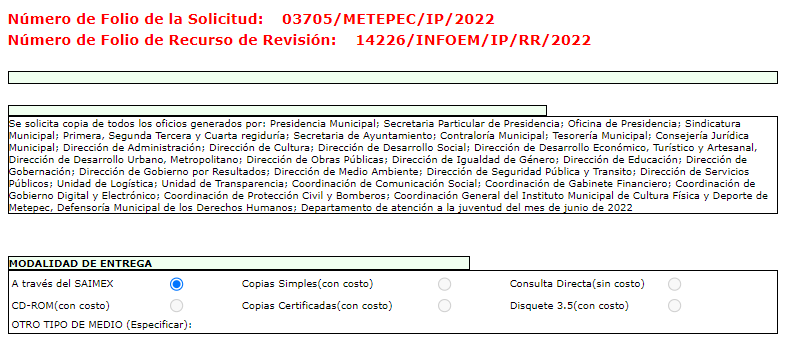 Número de Folio de la Solicitud: 03705/METEPEC/IP/2022
Número de Folio de Recurso de Revisión: 14226/INFOEM/IP/RR/2022
Se solicita copia de todos los oficios generados por: Presidencia Municipal; Secretaria Particular de Presidencia; Oficina de Presidencia; Sindicatura
Municipal; Primera, Segunda Tercera y Cuarta regiduría; Secretaria de Ayuntamiento; Contraloría Municipal; Tesorería Municipal; Consejería Jurídica
Municipal; Dirección de Administración; Dirección de Cultura; Dirección de Desarrollo Social; Dirección de Desarrollo Económico, Turístico y Artesanal,
Dirección de Desarrollo Urbano, Metropolitano; Dirección de Obras Públicas; Dirección de Igualdad de Género; Dirección de Educación; Dirección de
Gobernación; Dirección de Gobierno por Resultados; Dirección de Medio Ambiente; Dirección de Seguridad Pública y Transito; Dirección de Servicios
Públicos; Unidad de Logística; Unidad de Transparencia; Coordinación de Comunicación Social; Coordinación de Gabinete Financiero; Coordinación de
Gobierno Digital y Electrónico; Coordinación de Protección Civil y Bomberos; Coordinación General del Instituto Municipal de Cultura Física y Deporte de
Metepec, Defensoría Municipal de los Derechos Humanos; Departamento de atención a la juventud del mes de junio de 2022
MODALIDAD DE ENTREGA
A través del SAIMEX Copias Simples(con costo) Consulta Directa(sin costo)
CD-ROM(con costo) Copias Certificadas(con costo) Disquete 3.5(con costo)
OTRO TIPO DE MEDIO (Especificar):